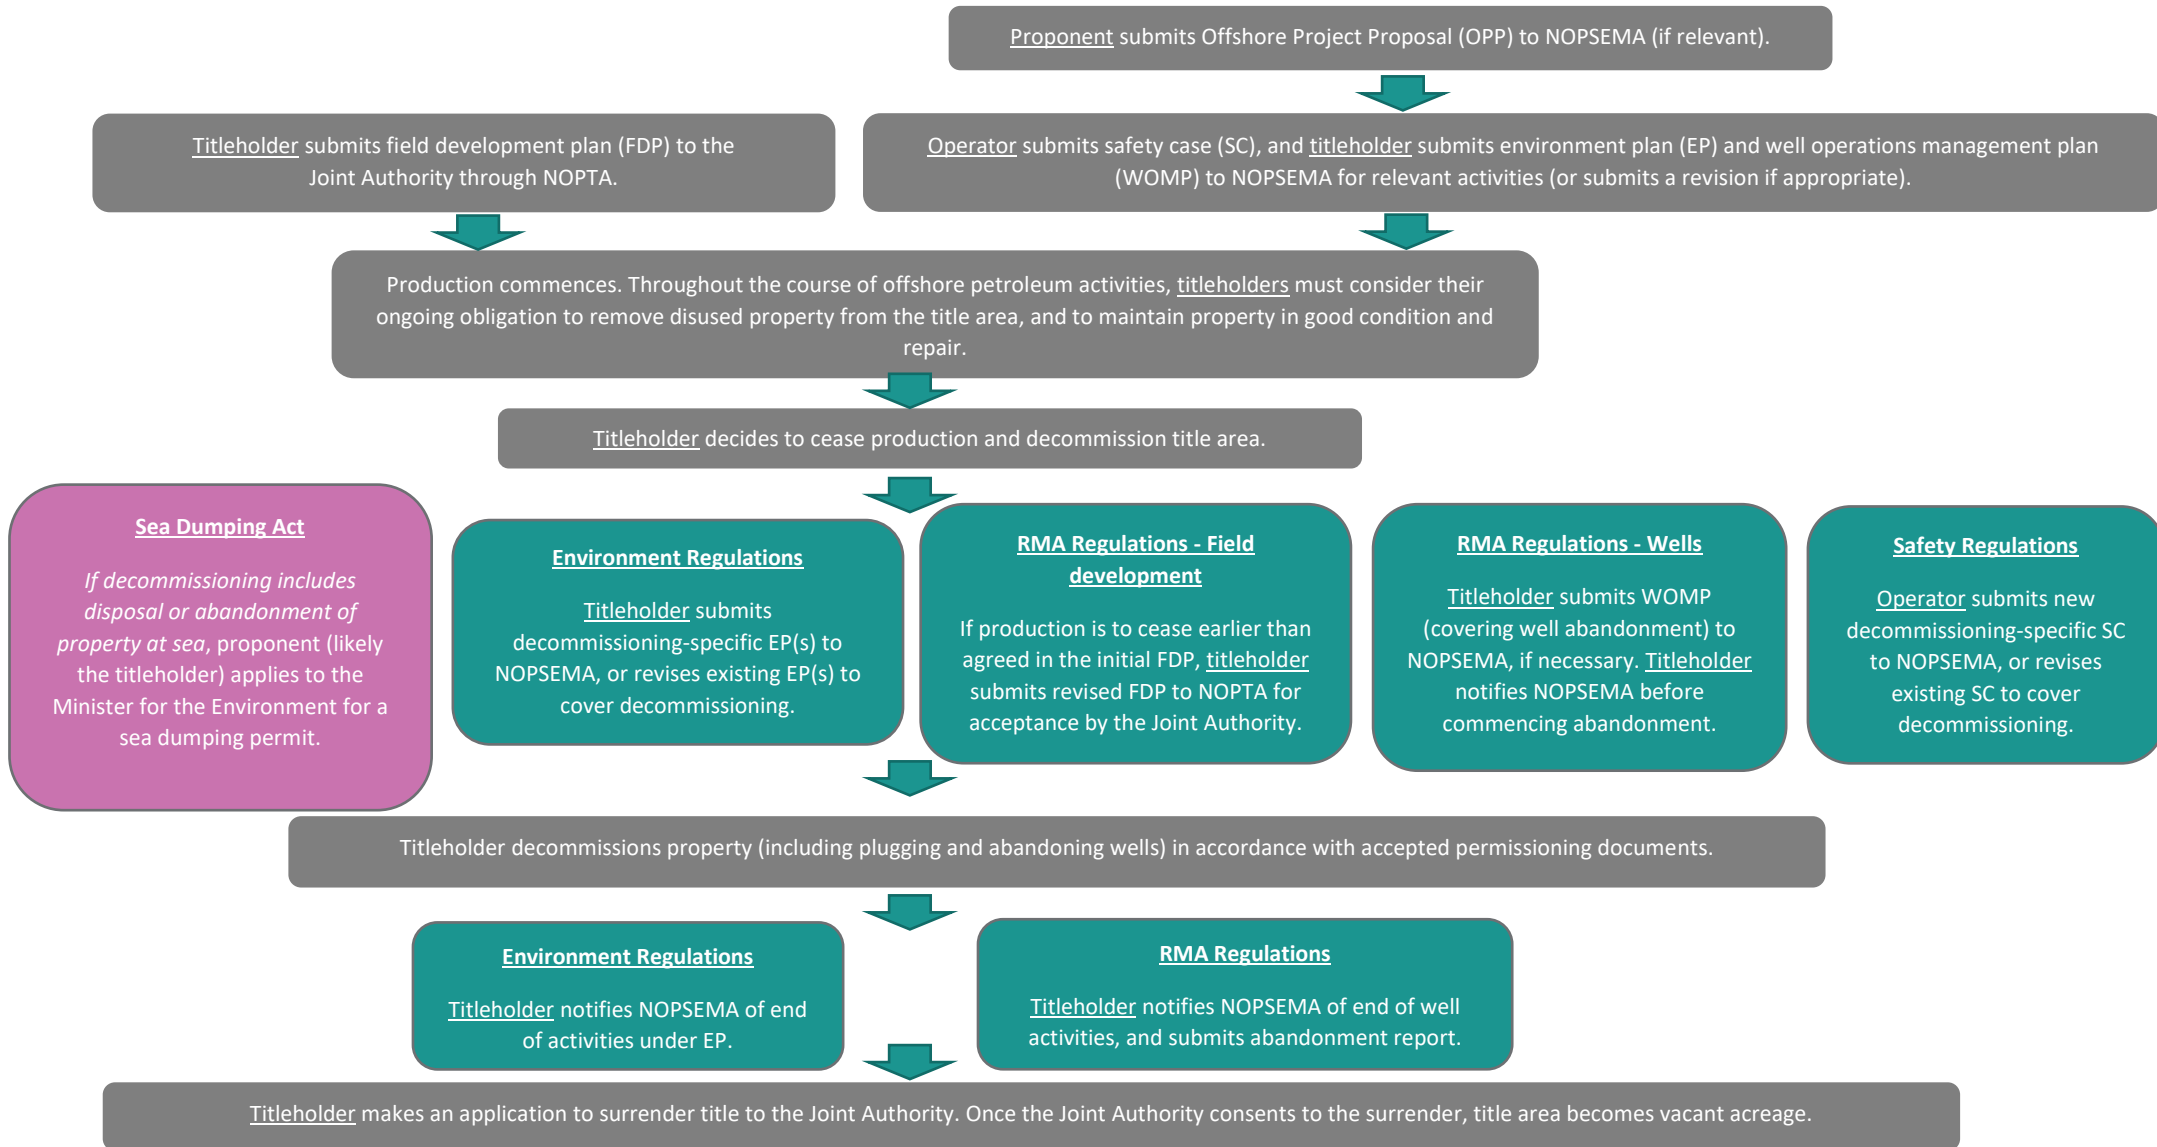 Proponent submits Offshore Project Proposal (OPP) to NOPSEMA (if relevant).
Titleholder submits field development plan (FDP) to the
Joint Authority through NOPTA.
Operator submits safety case (SC), and titleholder submits environment plan (EP) and well operations management plan
(WOMP) to NOPSEMA for relevant activities (or submits a revision if appropriate).
Production commences. Throughout the course of offshore petroleum activities, titleholders must consider their
ongoing obligation to remove disused property from the title area, and to maintain property in good condition and
repair.
Titleholder decides to cease production and decommission title area.
Sea Dumping Act
If decommissioning includes
disposal or abandonment of
property at sea, proponent (likely
the titleholder) applies to the
Minister for the Environment for a
sea dumping permit.
Environment Regulations
Titleholder submits
decommissioning-specific EP(s) to
NOPSEMA, or revises existing EP(s) to
cover decommissioning.
RMA Regulations - Field
development
If production is to cease earlier than
agreed in the initial FDP, titleholder
submits revised FDP to NOPTA for
acceptance by the Joint Authority.
RMA Regulations - Wells
Titleholder submits WOMP
(covering well abandonment) to
NOPSEMA, if necessary. Titleholder
notifies NOPSEMA before
commencing abandonment.
Safety Regulations
Operator submits new
decommissioning-specific SC
to NOPSEMA, or revises
existing SC to cover
decommissioning.
Titleholder decommissions property (including plugging and abandoning wells) in accordance with accepted permissioning documents.
Environment Regulations
Titleholder notifies NOPSEMA of end
of activities under EP.
RMA Regulations
Titleholder notifies NOPSEMA of end of well
activities, and submits abandonment report.
Titleholder makes an application to surrender title to the Joint Authority. Once the Joint Authority consents to the surrender, title area becomes vacant acreage.